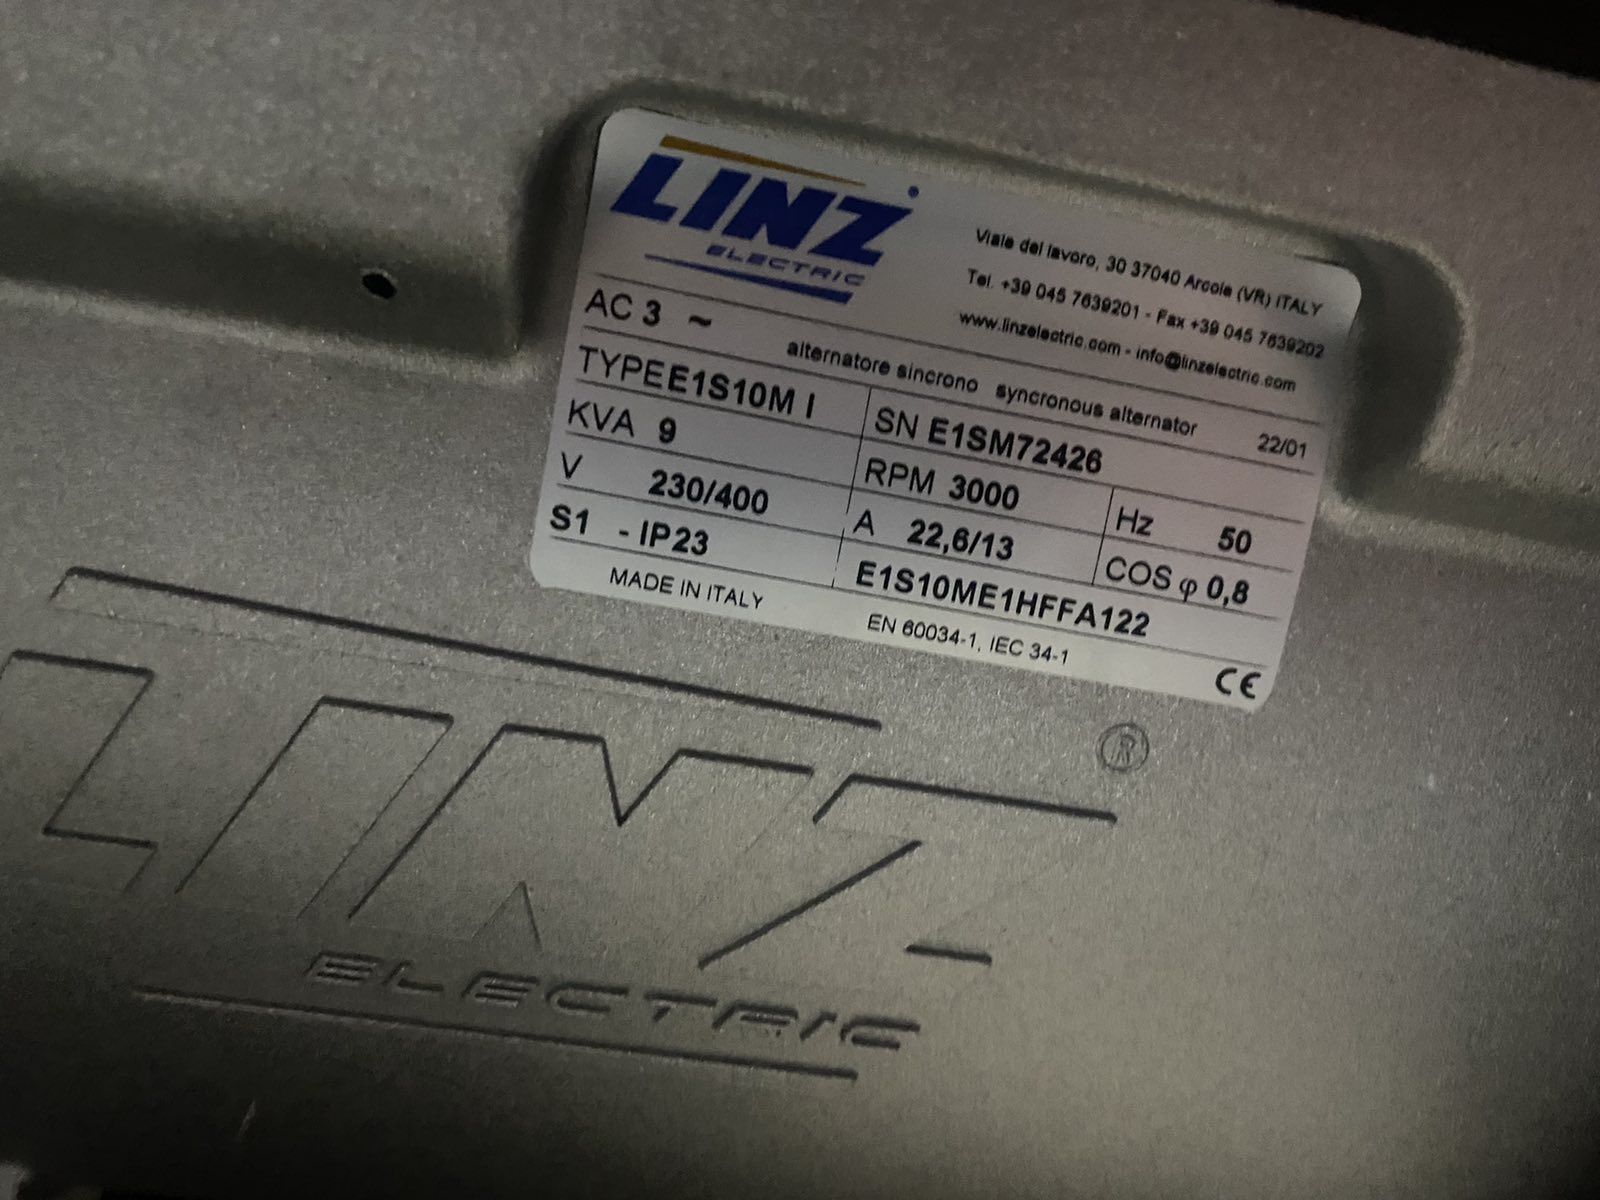 LINZ
ELECTRIC
Viale del lavoro, 30 37040 Arcole (VR) ITALY
Tel. +39 045 7639201 - Fax +39 045 7639202
www.linzelectric.com - info@linzelectric.com
AC 3 ~ alternatore sincrono syncronous alternator 22/01
TYPE E1S10M I SN E1SM72426
KVA 9 RPM 3000 Hz 50
V 230/400 A 22,6/13 COS φ 0,8
S1 - IP23 E1S10ME1HFFA122
MADE IN ITALY EN 60034-1, IEC 34-1 CE
LINZ ®
ELECTRIC